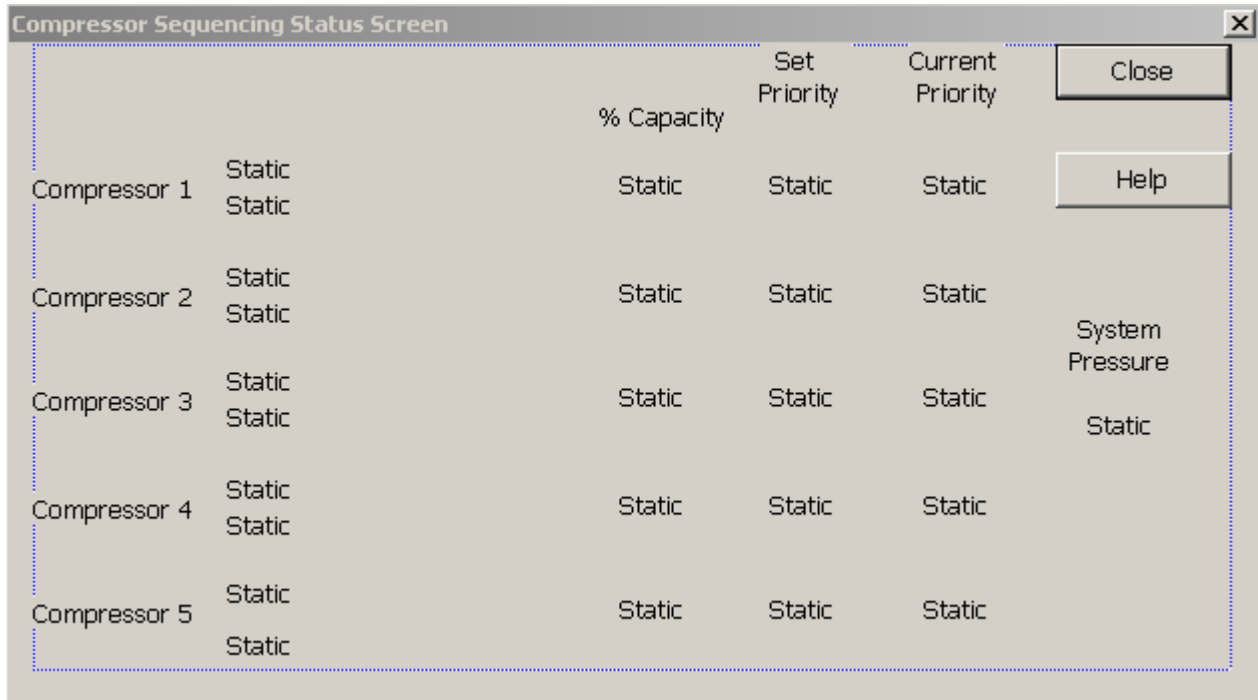 Compressor Sequencing Status Screen
Set Current Close
Priority Priority
% Capacity
Static
Compressor 1 Static Static Static Help
Static
Static
Compressor 2 Static Static Static
Static
System
Pressure
Static
Compressor 3 Static Static Static
Static
Static
Static
Compressor 4 Static Static Static
Static
Static
Compressor 5 Static Static Static
Static